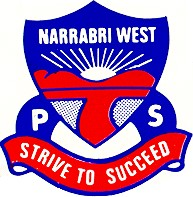 NARRABRI WEST
P S
STRIVE TO SUCCEED